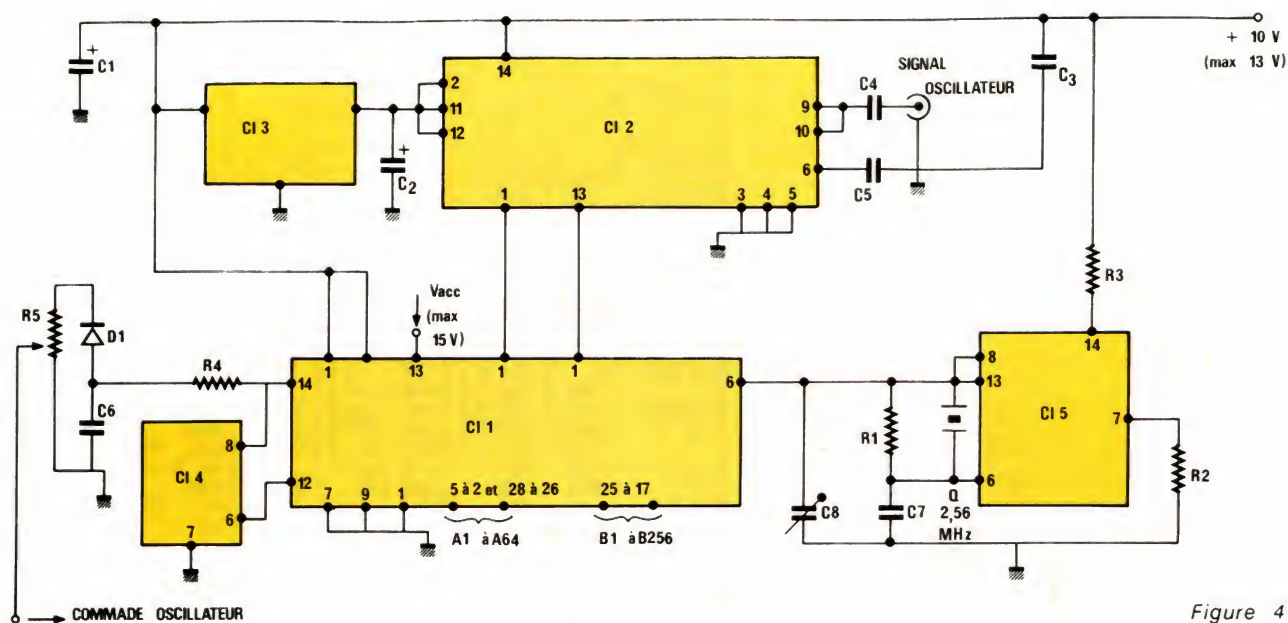 C1
+
CI 3
+
C2
2
11
12
14
CI 2
9
10
6
1
13
3
4
5
C4
C5
SIGNAL
OSCILLATEUR
C3
+ 10 V
(max 13 V)
R5
D1
C6
R4
CI 4
8
6
7
14
12
1
Vacc
(max
15 V)
13
1
1
6
CI 1
7
9
1
5 à 2 et
28 à 26
A1 à A64
25 à 17
B1 à B256
R1
C8
C7
Q
2,56
MHz
R3
14
8
13
6
7
CI 5
R2
COMMADE OSCILLATEUR
Figure 4